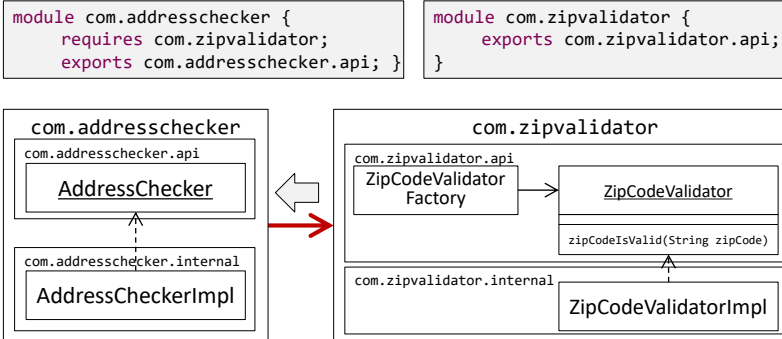 module com.addresschecker {
requires com.zipvalidator;
exports com.addresschecker.api; }
module com.zipvalidator {
exports com.zipvalidator.api;
}
com.addresschecker
com.addresschecker.api
AddressChecker
com.addresschecker.internal
AddressCheckerImpl
com.zipvalidator
com.zipvalidator.api
ZipCodeValidator
Factory
ZipCodeValidator
zipCodeIsValid(String zipCode)
com.zipvalidator.internal
ZipCodeValidatorImpl